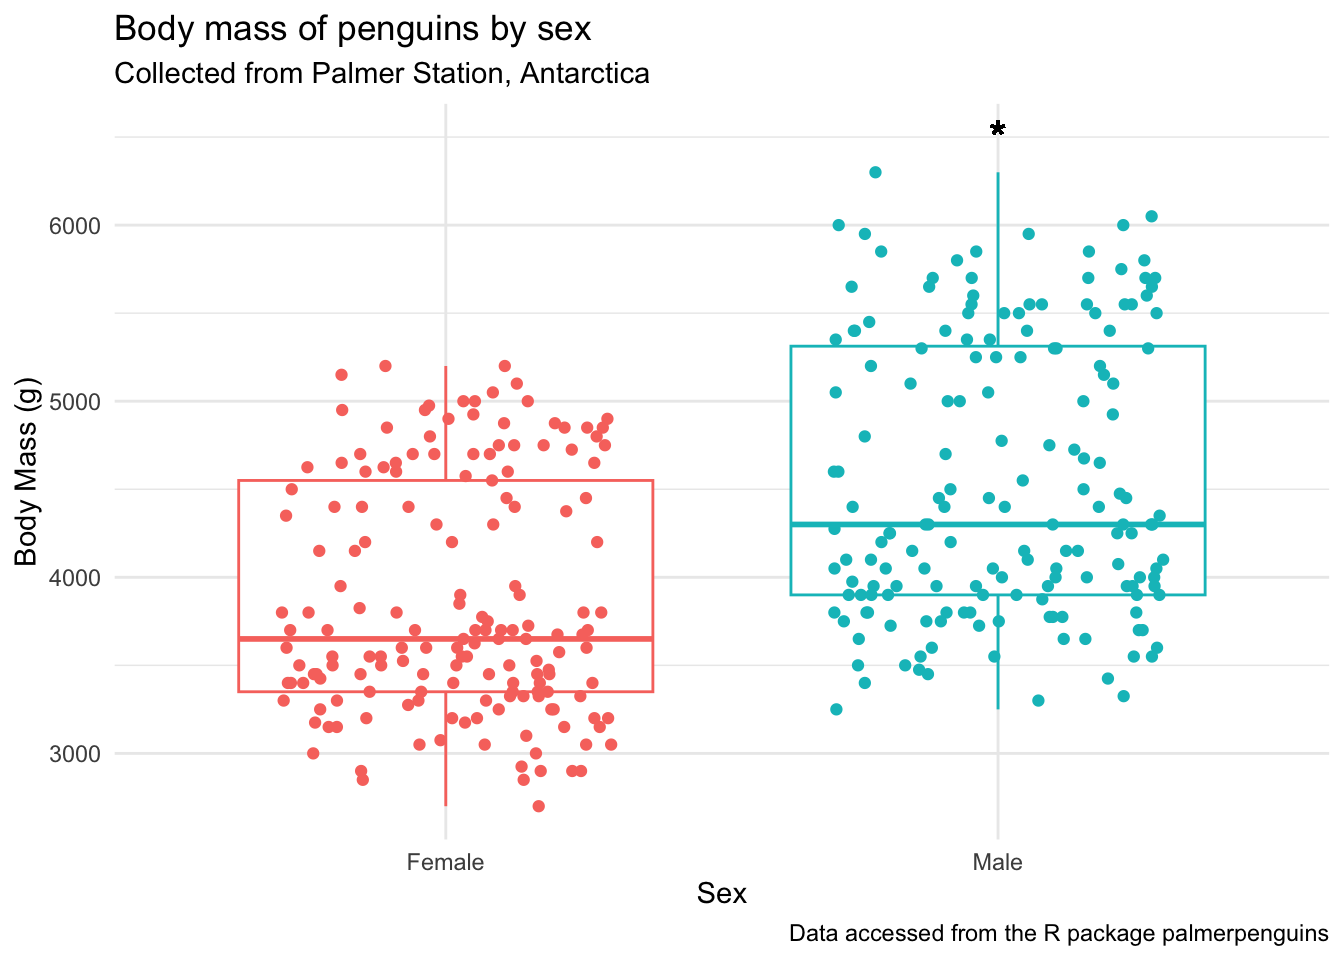 Body mass of penguins by sex
Collected from Palmer Station, Antarctica
*
6000
5000
4000
3000
Body Mass (g)
Female
Male
Sex
Data accessed from the R package palmerpenguins